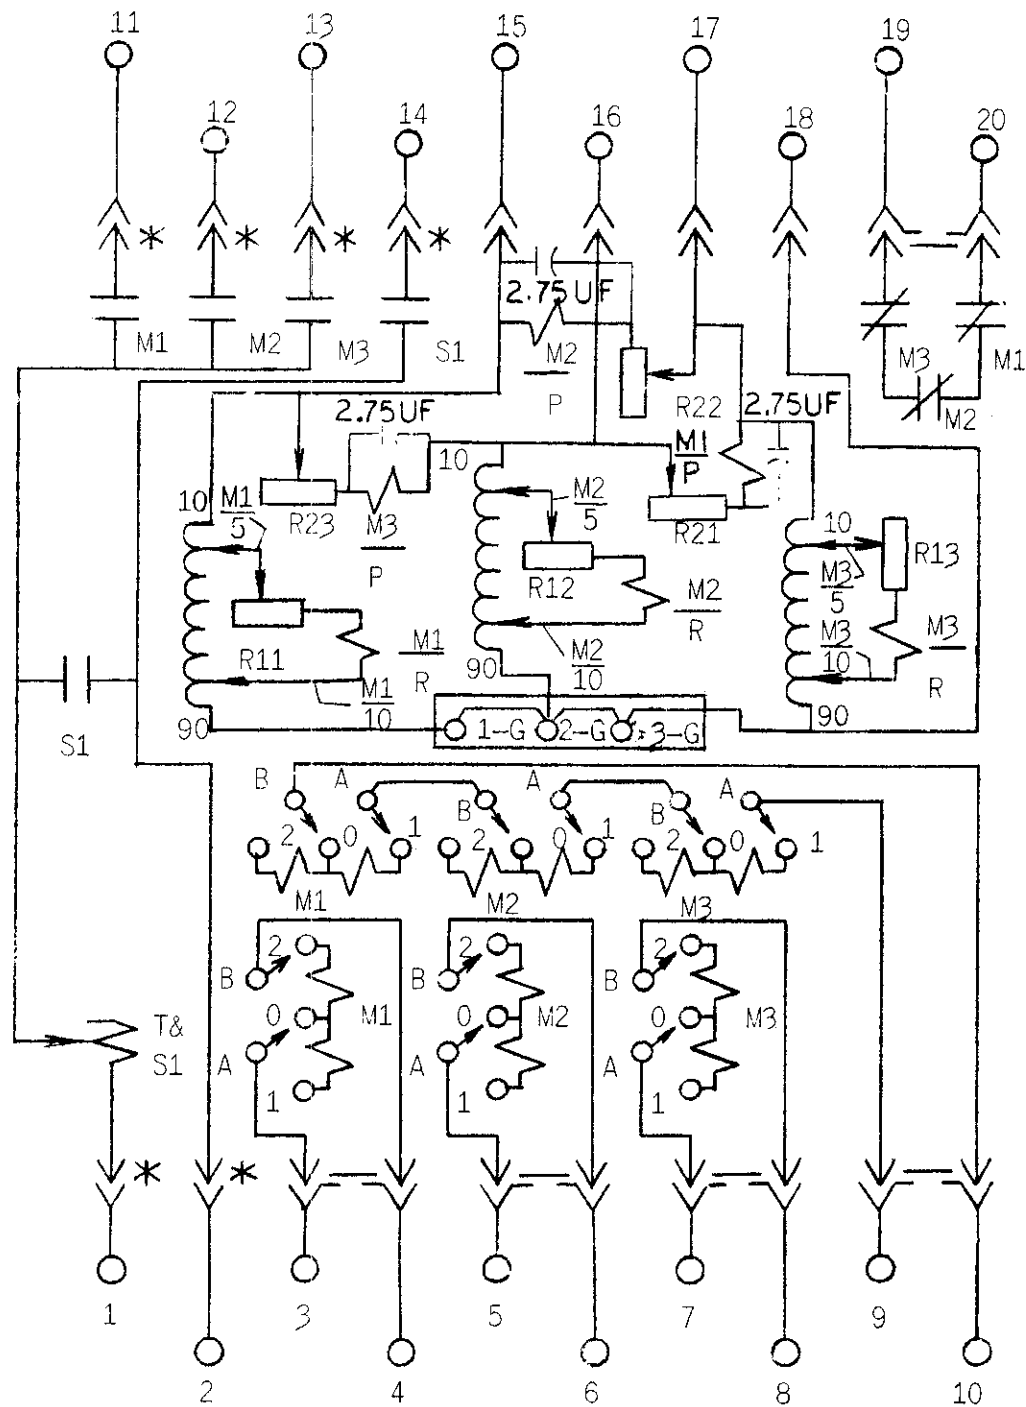 11 13 15 17 19
12 14 16 18 20
* * * *
2.75UF
M1 M2 M3 S1 M2 M3 M1
P
R22 M2
2.75UF 2.75UF
10 M1/P
10 M1/5 R23 M3 M2/5 R21 10 R13
P
R12 M3/5
M2/R
R11 M1/R M3/10 M3/R
90 M2/10
M1/10
90 1-G 2-G 3-G 90
S1
B A B A B A
2 0 1 2 0 1 2 0 1
M1 M2 M3
2 2 2
B B B
0 M1 0 M2 0 M3
T&
S1
A A A
1 1 1
* *
1 3 5 7 9
2 4 6 8 10